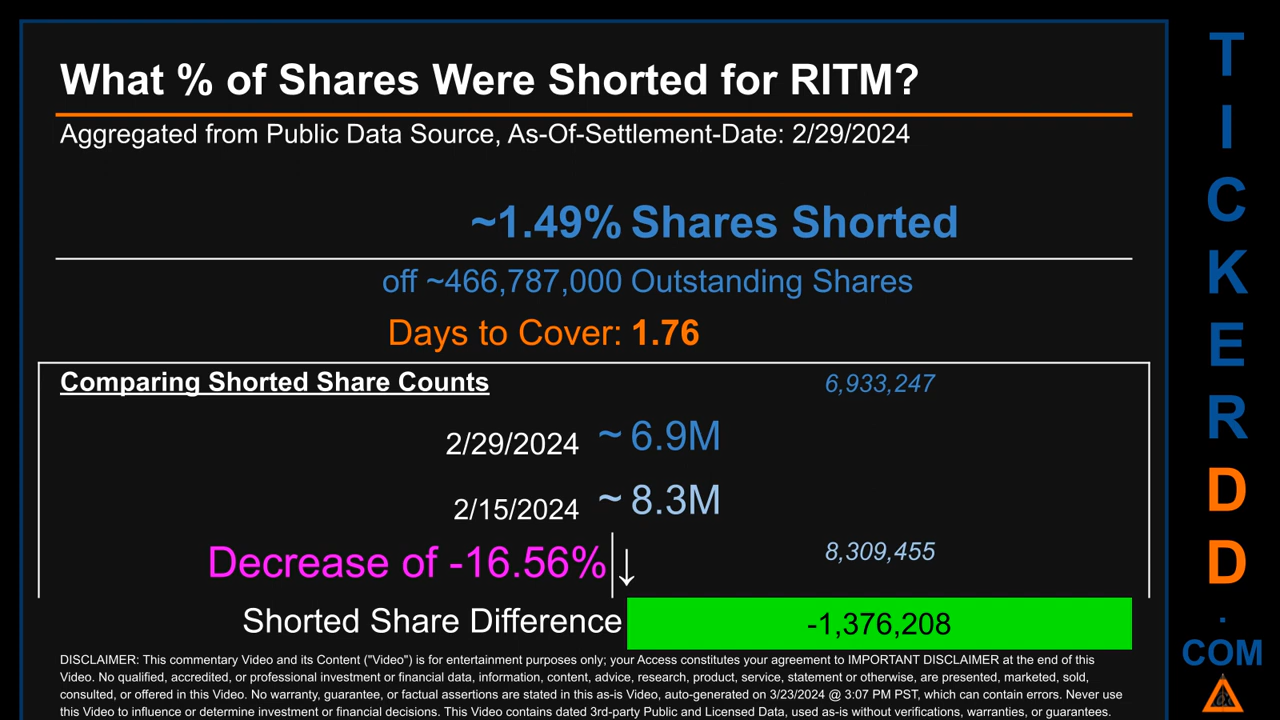 What % of Shares Were Shorted for RITM?
Aggregated from Public Data Source, As-Of-Settlement-Date: 2/29/2024
~1.49% Shares Shorted
off ~466,787,000 Outstanding Shares
Days to Cover: 1.76
Comparing Shorted Share Counts
6,933,247
2/29/2024 ~ 6.9M
2/15/2024 ~ 8.3M
Decrease of -16.56% ↓
8,309,455
Shorted Share Difference -1,376,208
DISCLAIMER: This commentary Video and its Content ("Video") is for entertainment purposes only; your Access constitutes your agreement to IMPORTANT DISCLAIMER at the end of this
Video. No qualified, accredited, or professional investment or financial data, information, content, advice, research, product, service, statement or otherwise, are presented, marketed, sold,
consulted, or offered in this Video. No warranty, guarantee, or factual assertions are stated in this as-is Video, auto-generated on 3/23/2024 @ 3:07 PM PST, which can contain errors. Never use
this Video to influence or determine investment or financial decisions. This Video contains dated 3rd-party Public and Licensed Data, used as-is without verifications, warranties, or guarantees.
T
I
C
K
E
R
D
D
.
COM